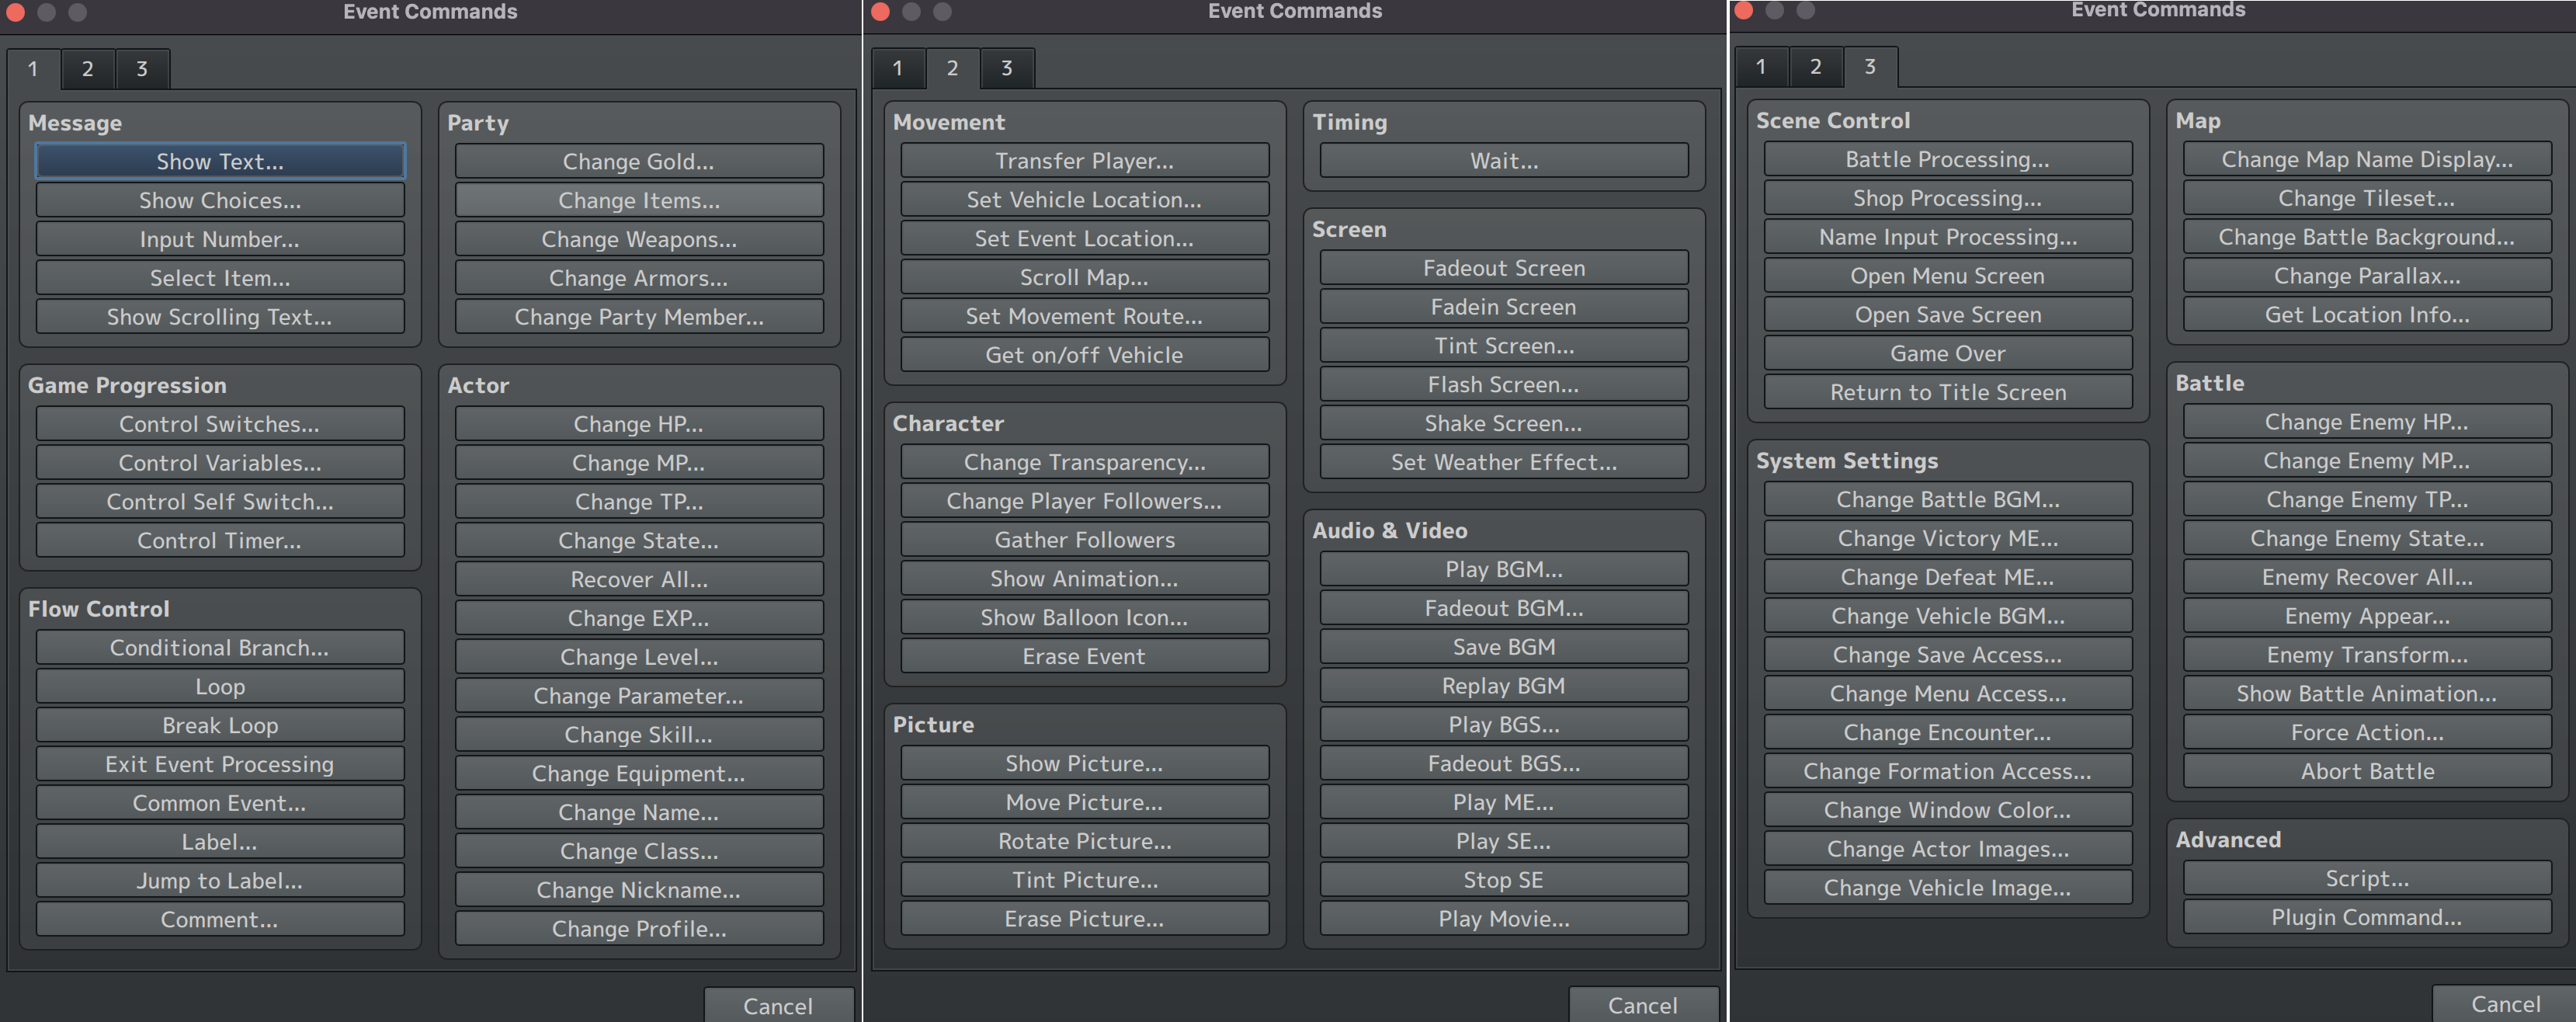 Event Commands
1
2
3
Message
Show Text...
Show Choices...
Input Number...
Select Item...
Show Scrolling Text...
Game Progression
Control Switches...
Control Variables...
Control Self Switch...
Control Timer...
Flow Control
Conditional Branch...
Loop
Break Loop
Exit Event Processing
Common Event...
Label...
Jump to Label...
Comment...
Party
Change Gold...
Change Items...
Change Weapons...
Change Armors...
Change Party Member...
Actor
Change HP...
Change MP...
Change TP...
Change State...
Recover All...
Change EXP...
Change Level...
Change Parameter...
Change Skill...
Change Equipment...
Change Name...
Change Class...
Change Nickname...
Change Profile...
Cancel
Event Commands
1
2
3
Movement
Transfer Player...
Set Vehicle Location...
Set Event Location...
Scroll Map...
Set Movement Route...
Get on/off Vehicle
Character
Change Transparency...
Change Player Followers...
Gather Followers
Show Animation...
Show Balloon Icon...
Erase Event
Picture
Show Picture...
Move Picture...
Rotate Picture...
Tint Picture...
Erase Picture...
Timing
Wait...
Screen
Fadeout Screen
Fadein Screen
Tint Screen...
Flash Screen...
Shake Screen...
Set Weather Effect...
Audio & Video
Play BGM...
Fadeout BGM...
Save BGM
Replay BGM
Play BGS...
Fadeout BGS...
Play ME...
Play SE...
Stop SE
Play Movie...
Cancel
Event Commands
1
2
3
Scene Control
Battle Processing...
Shop Processing...
Name Input Processing...
Open Menu Screen
Open Save Screen
Game Over
Return to Title Screen
System Settings
Change Battle BGM...
Change Victory ME...
Change Defeat ME...
Change Vehicle BGM...
Change Save Access...
Change Menu Access...
Change Encounter...
Change Formation Access...
Change Window Color...
Change Actor Images...
Change Vehicle Image...
Map
Change Map Name Display...
Change Tileset...
Change Battle Background...
Change Parallax...
Get Location Info...
Battle
Change Enemy HP...
Change Enemy MP...
Change Enemy TP...
Change Enemy State...
Enemy Recover All...
Enemy Appear...
Enemy Transform...
Show Battle Animation...
Force Action...
Abort Battle
Advanced
Script...
Plugin Command...
Cancel